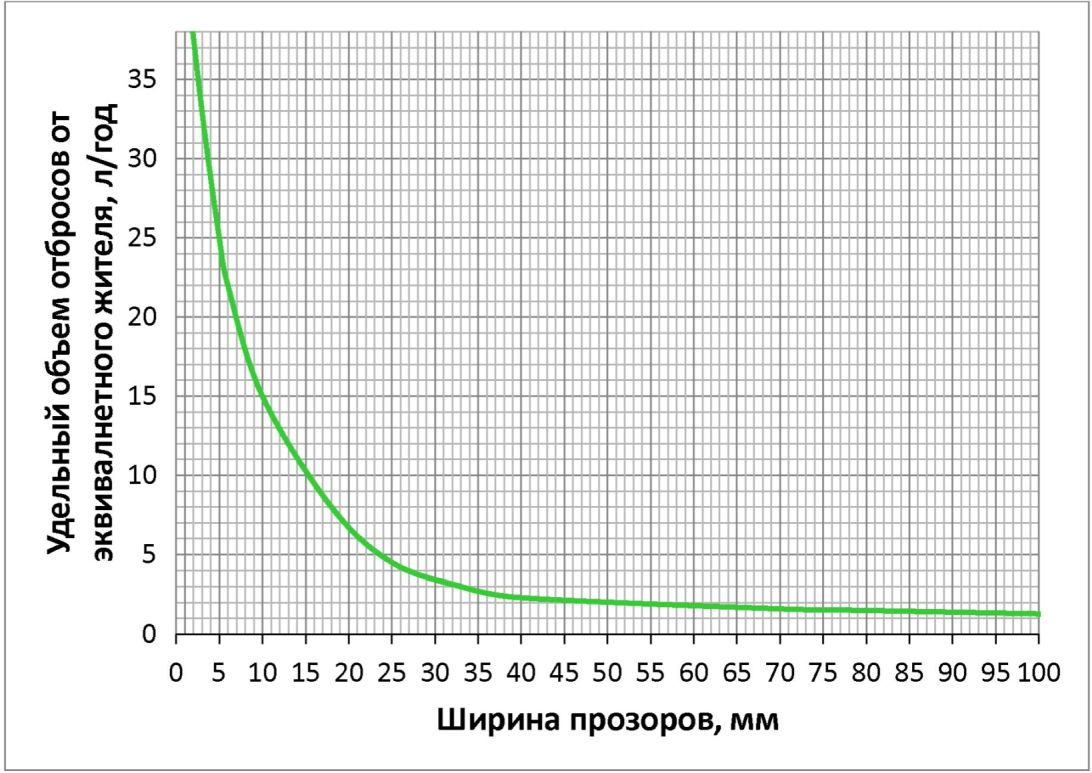 Удельный объем отбросов от
эквивалнетного жителя, л/год
35
30
25
20
15
10
5
0
0 5 10 15 20 25 30 35 40 45 50 55 60 65 70 75 80 85 90 95 100
Ширина прозоров, мм